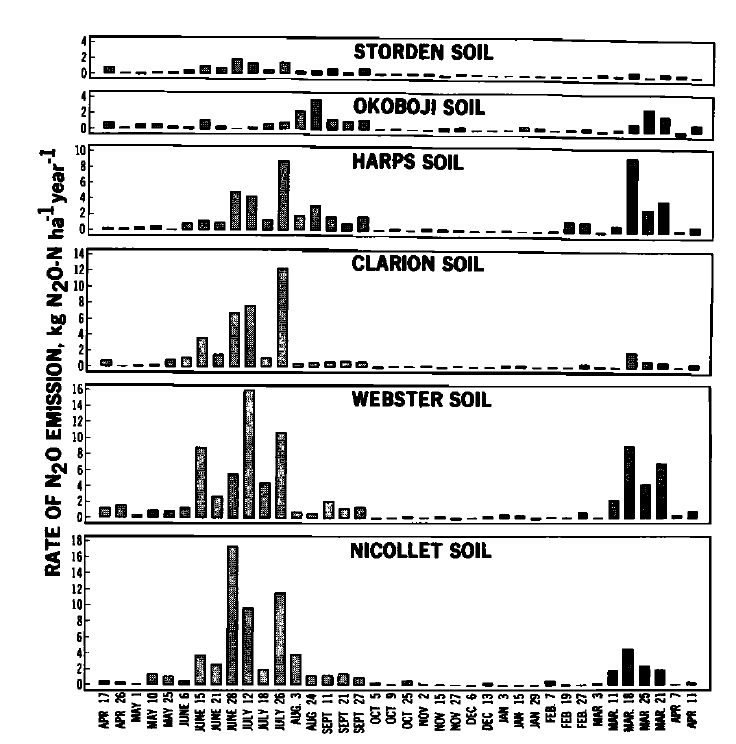 RATE OF N2O EMISSION, kg N2O-N ha-1 year-1
STORDEN SOIL
4
2
0
OKOBOJI SOIL
4
2
0
HARPS SOIL
10
8
6
4
2
0
CLARION SOIL
14
12
10
8
6
4
2
0
WEBSTER SOIL
16
14
12
10
8
6
4
2
0
NICOLLET SOIL
18
16
14
12
10
8
6
4
2
0
APR 17
APR 26
MAY 1
MAY 10
MAY 25
JUNE 6
JUNE 15
JUNE 21
JUNE 28
JULY 12
JULY 18
JULY 26
AUG. 3
AUG 24
SEPT 11
SEPT 21
SEPT 27
OCT 5
OCT 9
OCT 25
NOV 2
NOV 15
NOV 27
DEC 6
DEC 13
JAN 3
JAN 15
JAN 29
FEB. 7
FEB 19
FEB. 27
MAR 3
MAR. 11
MAR. 18
MAR 25
MAR. 21
APR 7
APR. 11